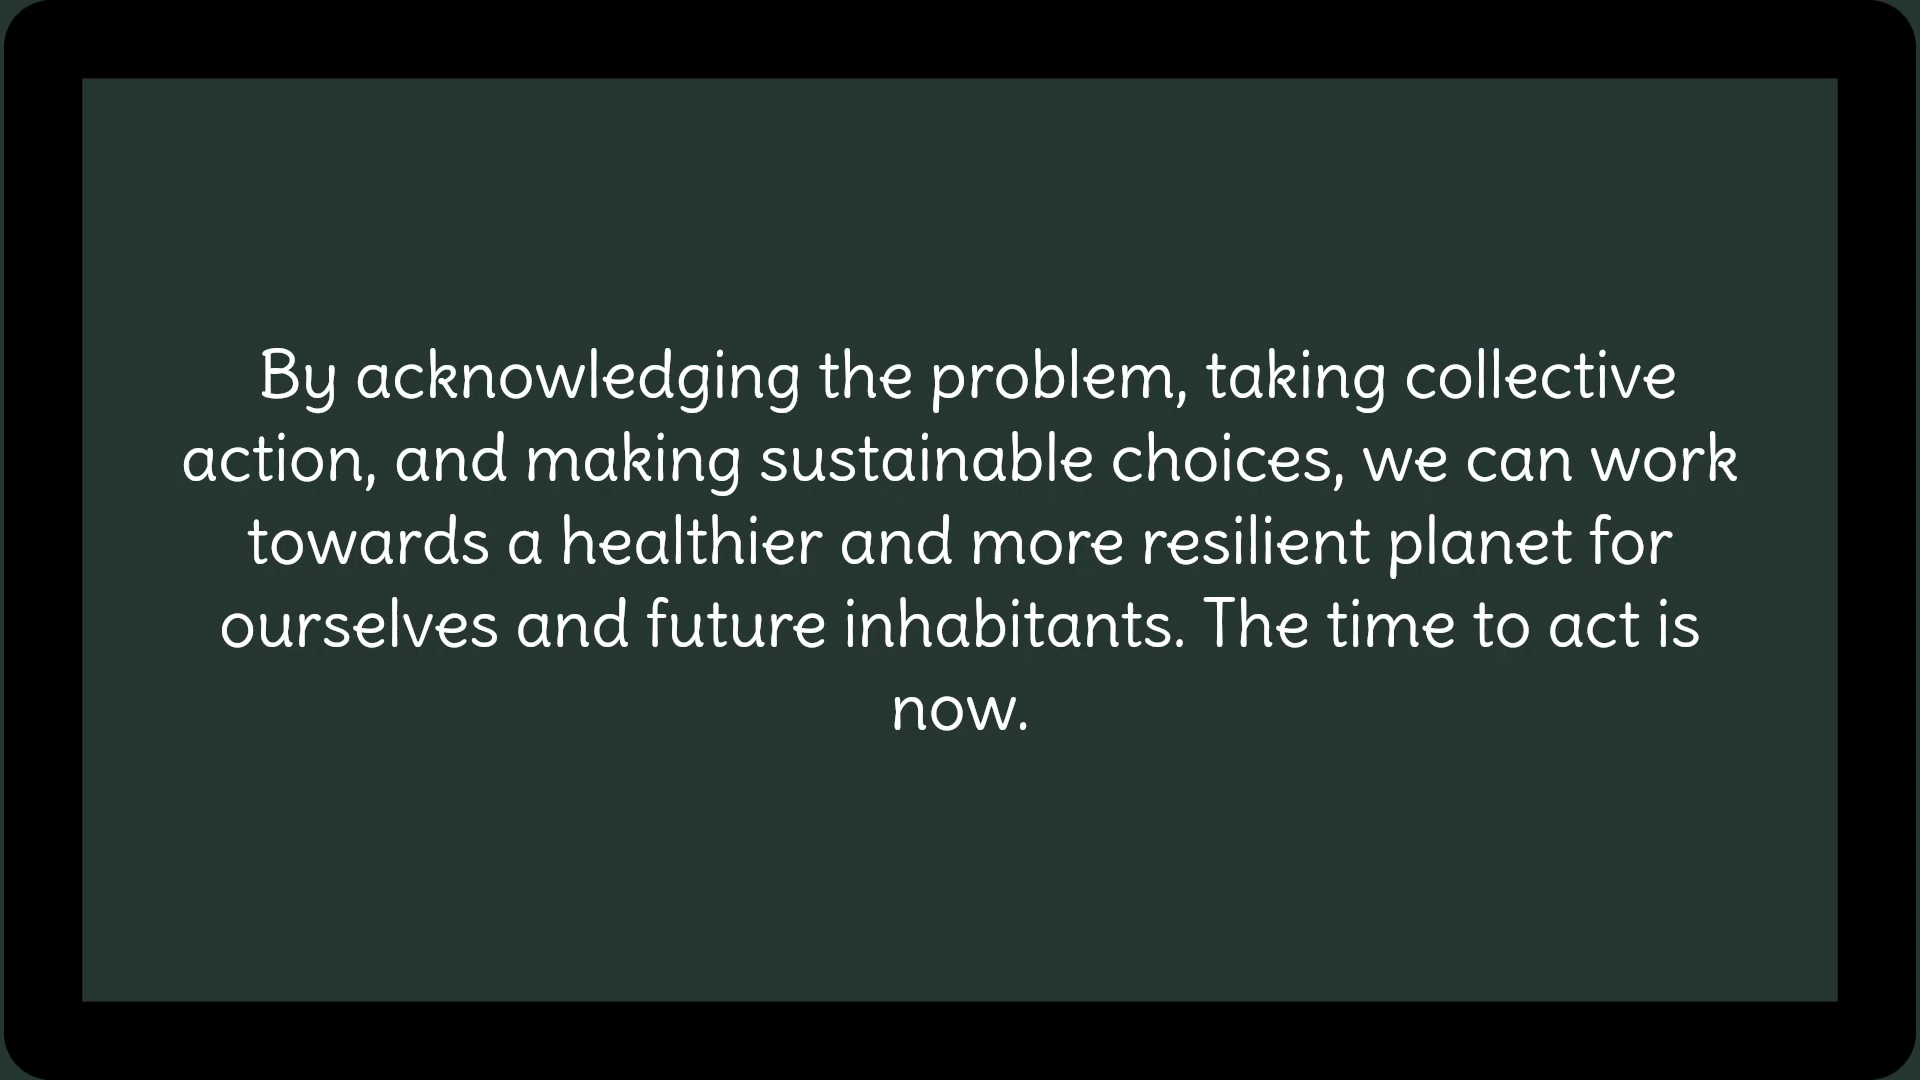 By acknowledging the problem, taking collective
action, and making sustainable choices, we can work
towards a healthier and more resilient planet for
ourselves and future inhabitants. The time to act is
now.